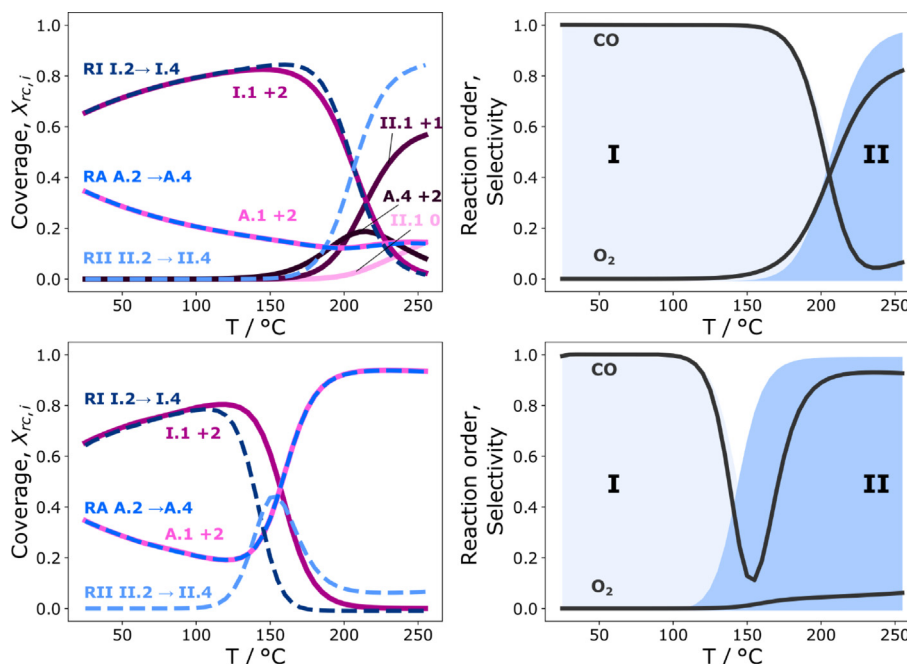 Coverage, X_rc,i
1.0
0.8
0.6
0.4
0.2
0.0
RI I.2→ I.4
I.1 +2
II.1 +1
A.4 +2
II.1 0
RA A.2 →A.4
A.1 +2
RII II.2 → II.4
50 100 150 200 250
T / °C
Reaction order,
Selectivity
1.0
0.8
0.6
0.4
0.2
0.0
CO
I
II
O₂
50 100 150 200 250
T / °C
Coverage, X_rc,i
1.0
0.8
0.6
0.4
0.2
0.0
RI I.2→ I.4
I.1 +2
RA A.2 →A.4
A.1 +2
RII II.2 → II.4
50 100 150 200 250
T / °C
Reaction order,
Selectivity
1.0
0.8
0.6
0.4
0.2
0.0
CO
I
II
O₂
50 100 150 200 250
T / °C